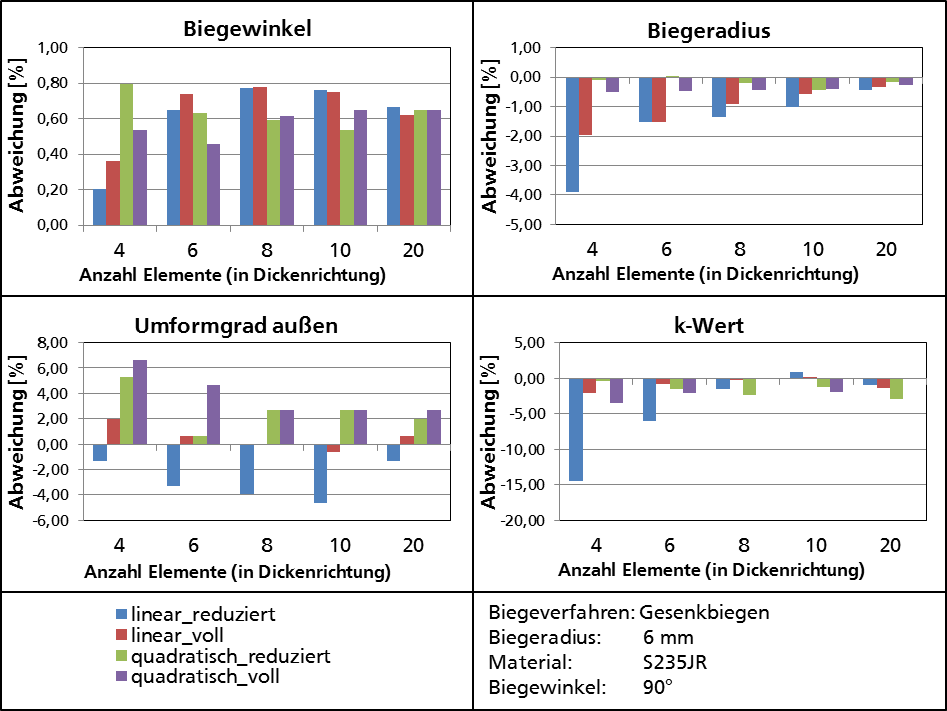 Biegewinkel
Abweichung [%]
1,00
0,80
0,60
0,40
0,20
0,00
4 6 8 10 20
Anzahl Elemente (in Dickenrichtung)
Biegeradius
Abweichung [%]
1,00
0,00
-1,00
-2,00
-3,00
-4,00
-5,00
4 6 8 10 20
Anzahl Elemente (in Dickenrichtung)
Umformgrad außen
Abweichung [%]
8,00
6,00
4,00
2,00
0,00
-2,00
-4,00
-6,00
4 6 8 10 20
Anzahl Elemente (in Dickenrichtung)
k-Wert
Abweichung [%]
5,00
0,00
-5,00
-10,00
-15,00
-20,00
4 6 8 10 20
Anzahl Elemente (in Dickenrichtung)
linear_reduziert
linear_voll
quadratisch_reduziert
quadratisch_voll
Biegeverfahren: Gesenkbiegen
Biegeradius: 6 mm
Material: S235JR
Biegewinkel: 90°